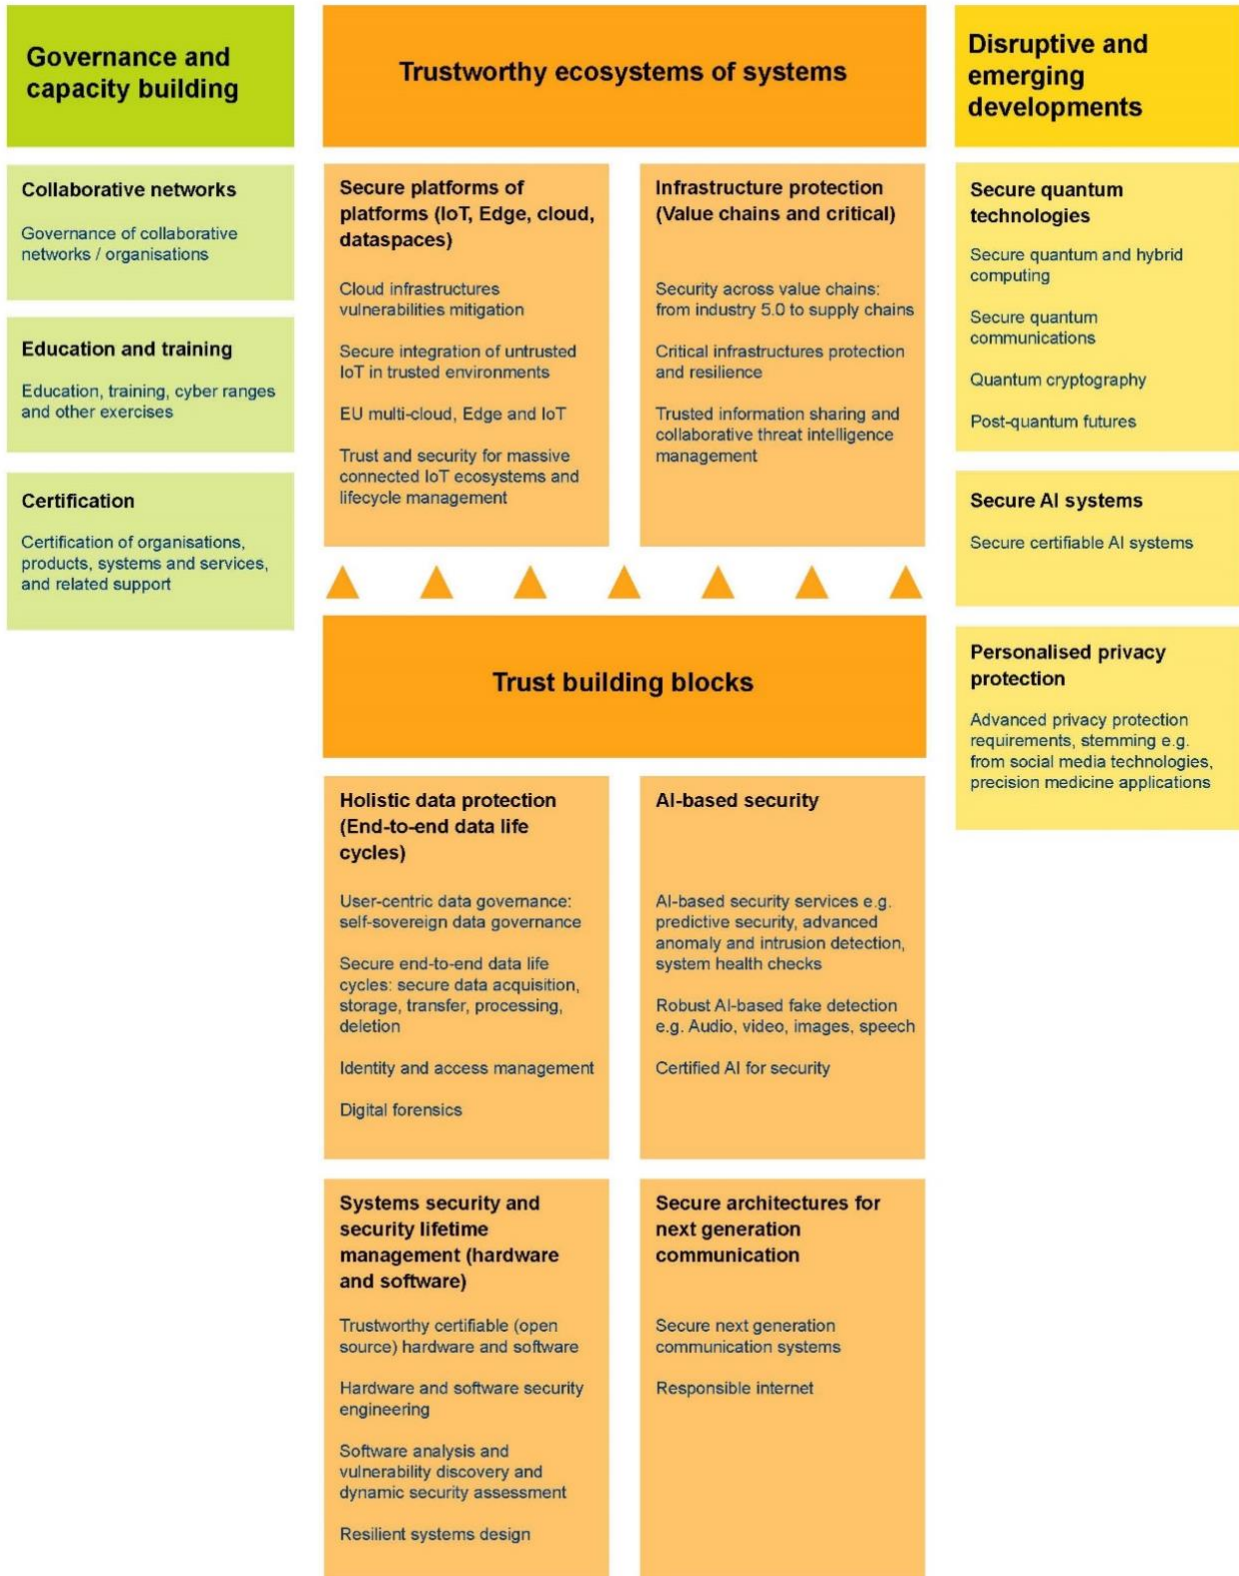 Governance and
capacity building
Collaborative networks
Governance of collaborative
networks / organisations
Education and training
Education, training, cyber ranges
and other exercises
Certification
Certification of organisations,
products, systems and services,
and related support
Trustworthy ecosystems of systems
Secure platforms of
platforms (IoT, Edge, cloud,
dataspaces)
Cloud infrastructures
vulnerabilities mitigation
Secure integration of untrusted
IoT in trusted environments
EU multi-cloud, Edge and IoT
Trust and security for massive
connected IoT ecosystems and
lifecycle management
Infrastructure protection
(Value chains and critical)
Security across value chains:
from industry 5.0 to supply chains
Critical infrastructures protection
and resilience
Trusted information sharing and
collaborative threat intelligence
management
Trust building blocks
Holistic data protection
(End-to-end data life
cycles)
User-centric data governance:
self-sovereign data governance
Secure end-to-end data life
cycles: secure data acquisition,
storage, transfer, processing,
deletion
Identity and access management
Digital forensics
AI-based security
AI-based security services e.g.
predictive security, advanced
anomaly and intrusion detection,
system health checks
Robust AI-based fake detection
e.g. Audio, video, images, speech
Certified AI for security
Systems security and
security lifetime
management (hardware
and software)
Trustworthy certifiable (open
source) hardware and software
Hardware and software security
engineering
Software analysis and
vulnerability discovery and
dynamic security assessment
Resilient systems design
Secure architectures for
next generation
communication
Secure next generation
communication systems
Responsible internet
Disruptive and
emerging
developments
Secure quantum
technologies
Secure quantum and hybrid
computing
Secure quantum
communications
Quantum cryptography
Post-quantum futures
Secure AI systems
Secure certifiable AI systems
Personalised privacy
protection
Advanced privacy protection
requirements, stemming e.g.
from social media technologies,
precision medicine applications